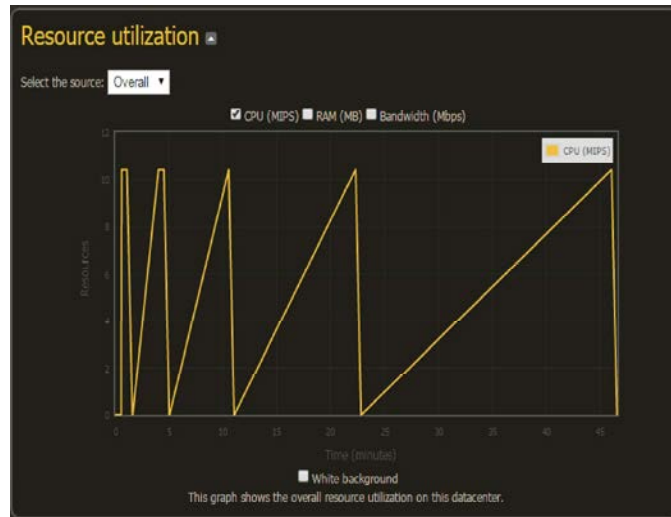 Resource utilization
Select the source: Overall
CPU (MIPS) RAM (MB) Bandwidth (Mbps)
12
CPU (MIPS)
10
8
Resources
6
4
2
0
0 5 10 15 20 25 30 35 40 45
Time (minutes)
White background
This graph shows the overall resource utilization on this datacenter.